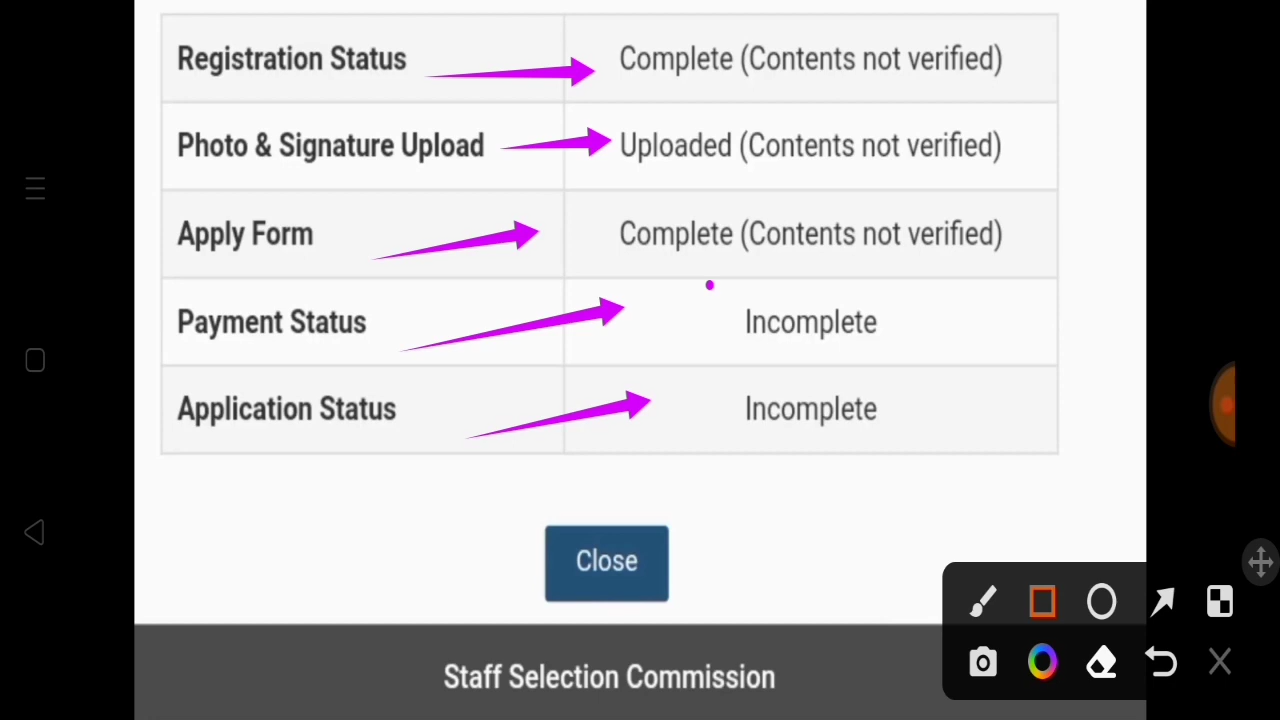 Registration Status Complete (Contents not verified)
Photo & Signature Upload Uploaded (Contents not verified)
Apply Form Complete (Contents not verified)
Payment Status Incomplete
Application Status Incomplete
Close
Staff Selection Commission